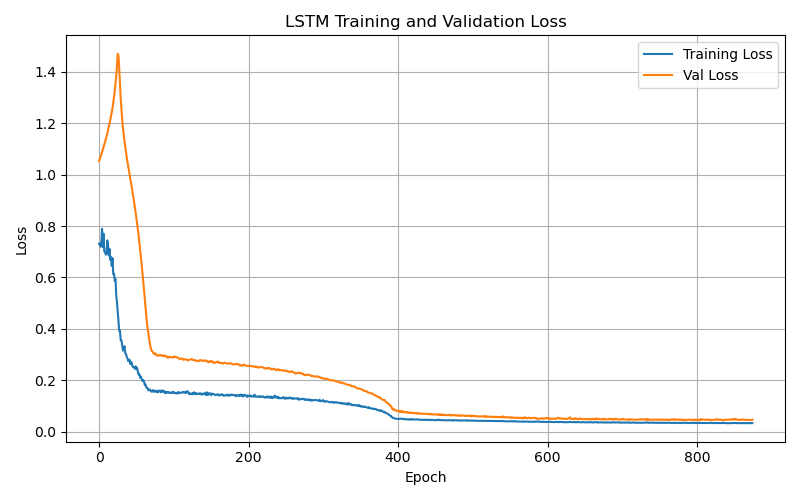 LSTM Training and Validation Loss
Training Loss
Val Loss
1.4
1.2
1.0
0.8
0.6
0.4
0.2
0.0
Loss
0 200 400 600 800
Epoch